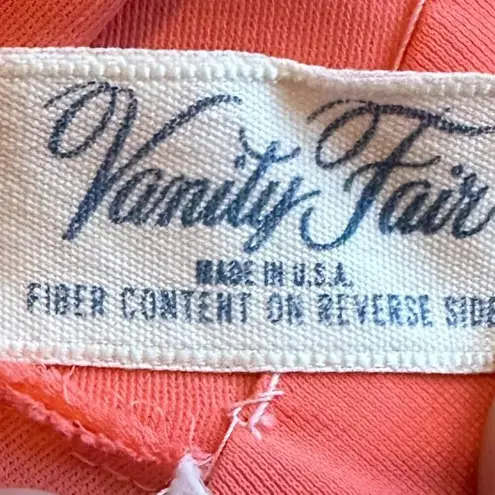 Vanity Fair
MADE IN U.S.A.
FIBER CONTENT ON REVERSE SIDE